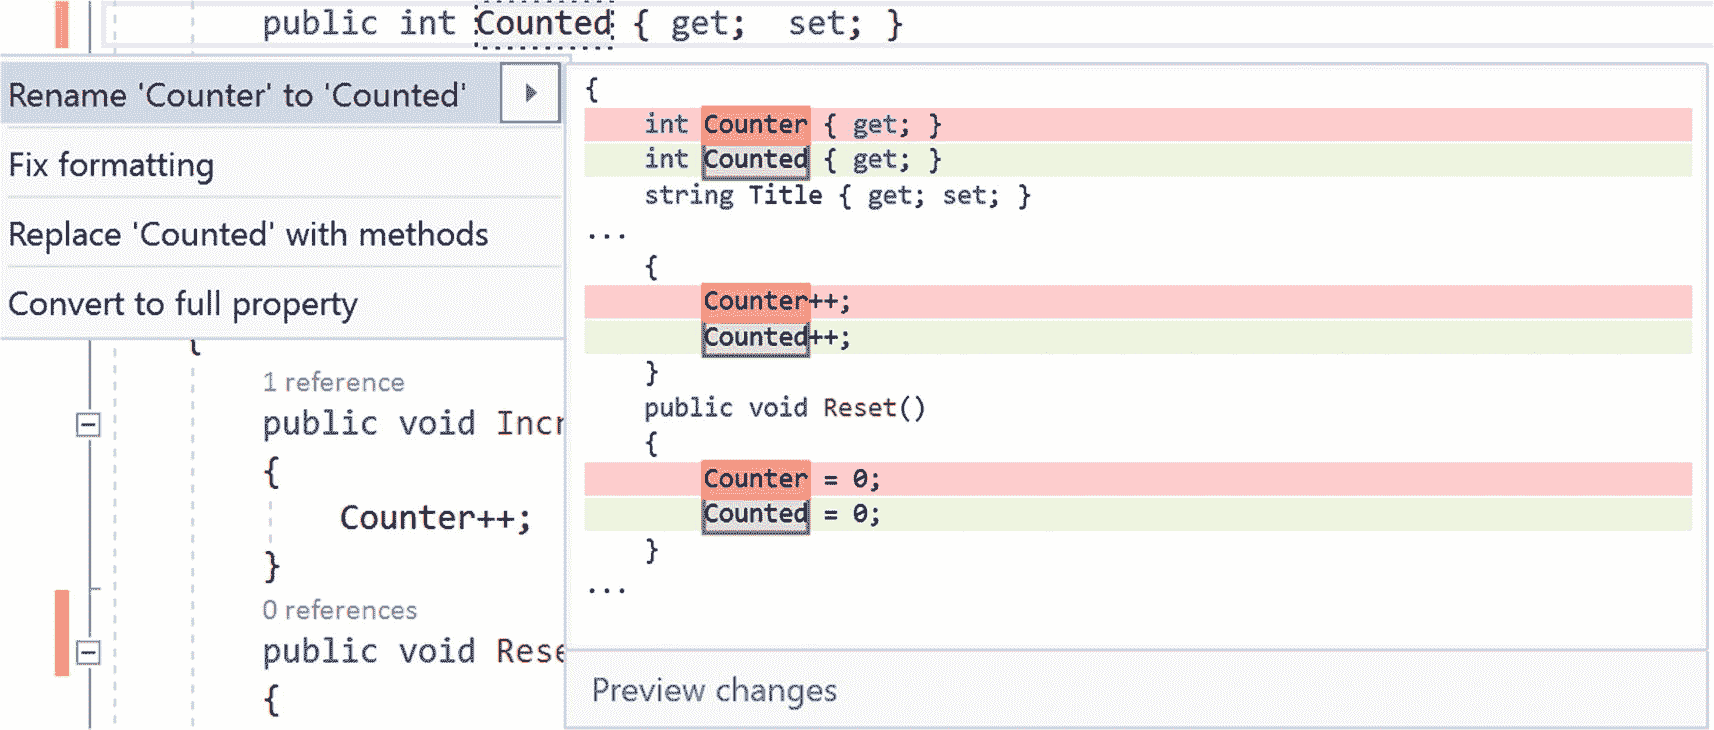 public int Counted { get;  set; }
Rename 'Counter' to 'Counted'
Fix formatting
Replace 'Counted' with methods
Convert to full property
{
1 reference
public void Incr
{
Counter++;
}
0 references
public void Rese
{
{
int Counter { get; }
int Counted { get; }
string Title { get; set; }
...
{
Counter++;
Counted++;
}
public void Reset()
{
Counter = 0;
Counted = 0;
}
...
Preview changes